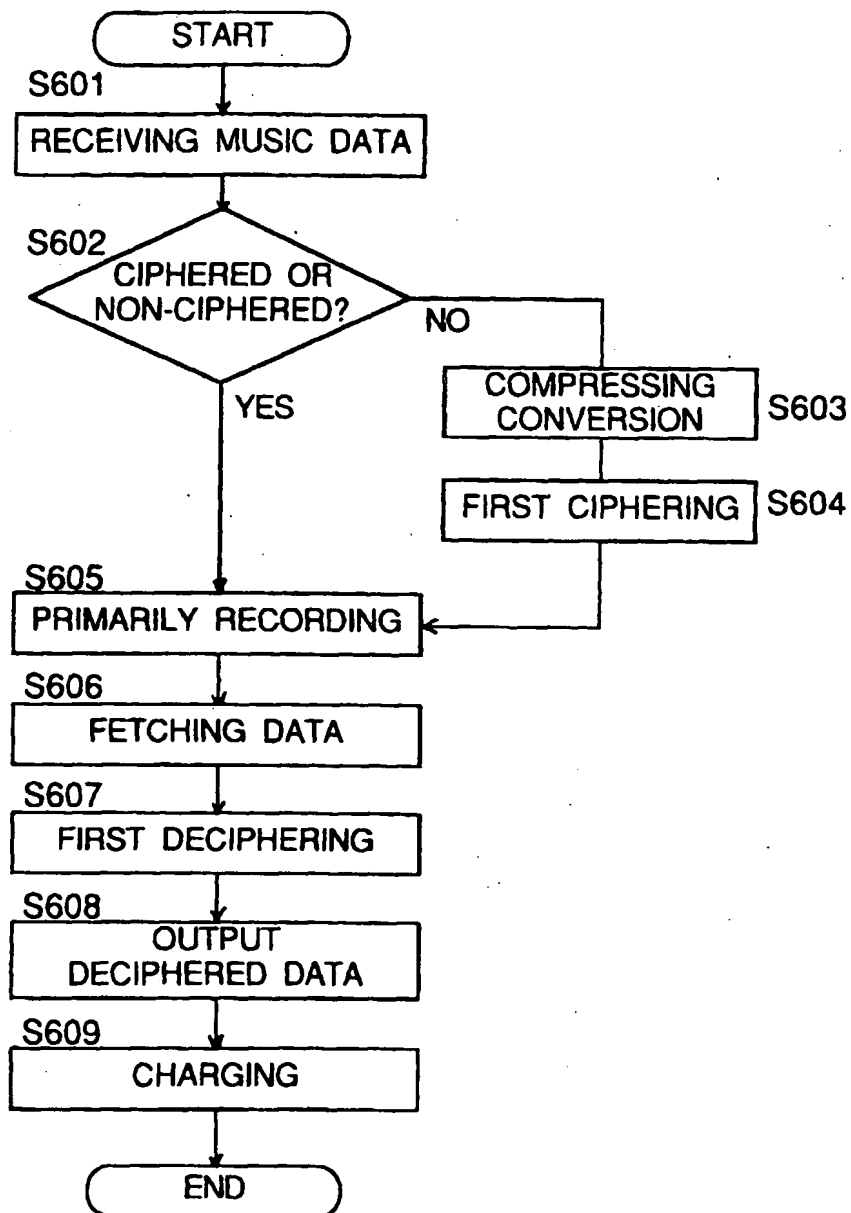 START
S601
RECEIVING MUSIC DATA
S602
CIPHERED OR
NON-CIPHERED?
NO
YES
COMPRESSING
CONVERSION
S603
FIRST CIPHERING
S604
S605
PRIMARILY RECORDING
S606
FETCHING DATA
S607
FIRST DECIPHERING
S608
OUTPUT
DECIPHERED DATA
S609
CHARGING
END